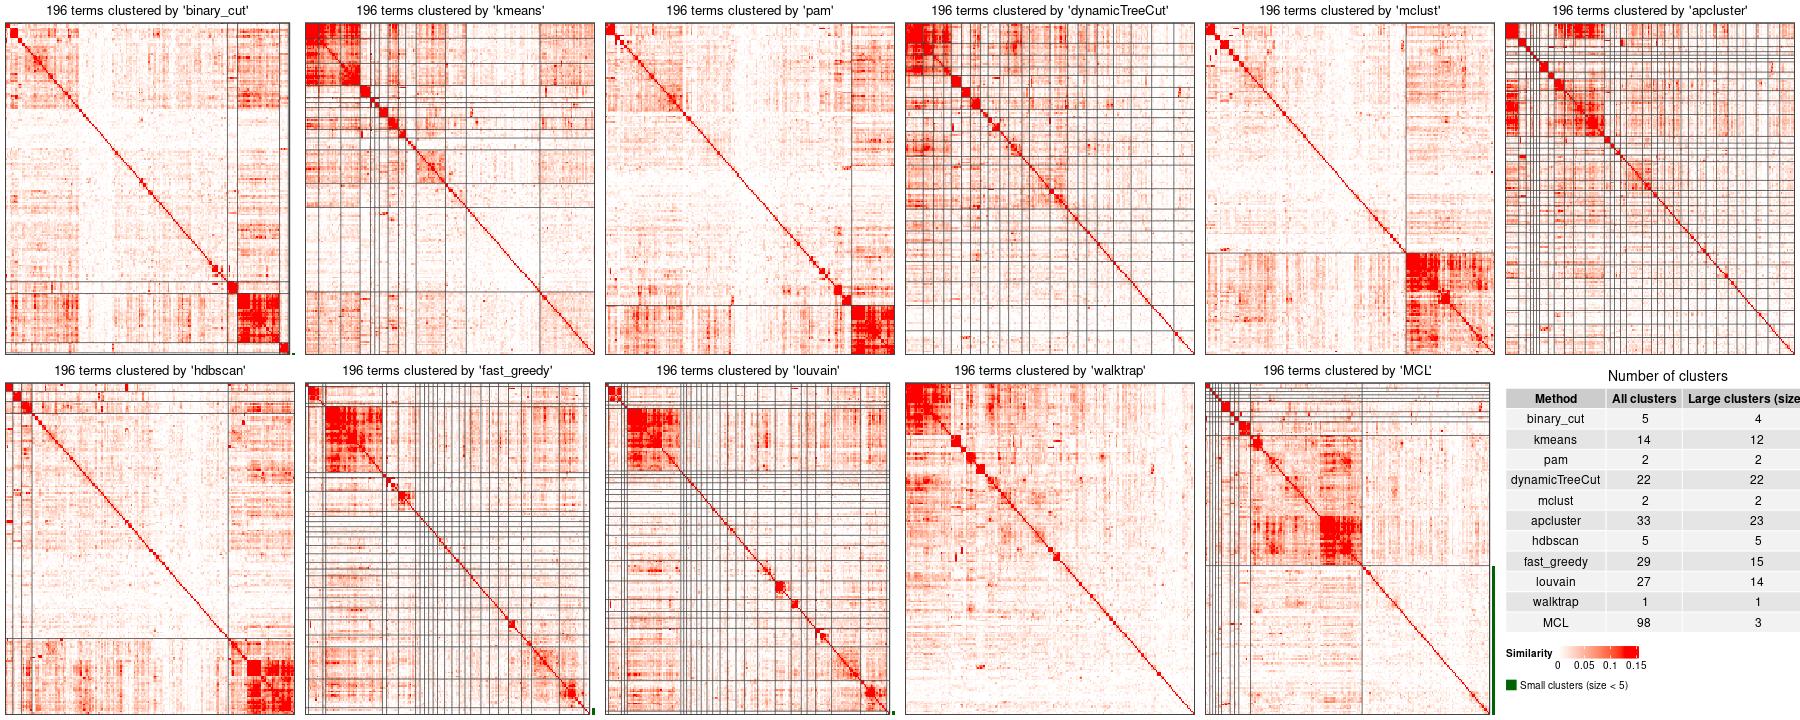 196 terms clustered by 'binary_cut'
196 terms clustered by 'kmeans'
196 terms clustered by 'pam'
196 terms clustered by 'dynamicTreeCut'
196 terms clustered by 'mclust'
196 terms clustered by 'apcluster'
196 terms clustered by 'hdbscan'
196 terms clustered by 'fast_greedy'
196 terms clustered by 'louvain'
196 terms clustered by 'walktrap'
196 terms clustered by 'MCL'
Number of clusters
Method All clusters Large clusters (size
binary_cut 5 4
kmeans 14 12
pam 2 2
dynamicTreeCut 22 22
mclust 2 2
apcluster 33 23
hdbscan 5 5
fast_greedy 29 15
louvain 27 14
walktrap 1 1
MCL 98 3
Similarity
0 0.05 0.1 0.15
Small clusters (size < 5)